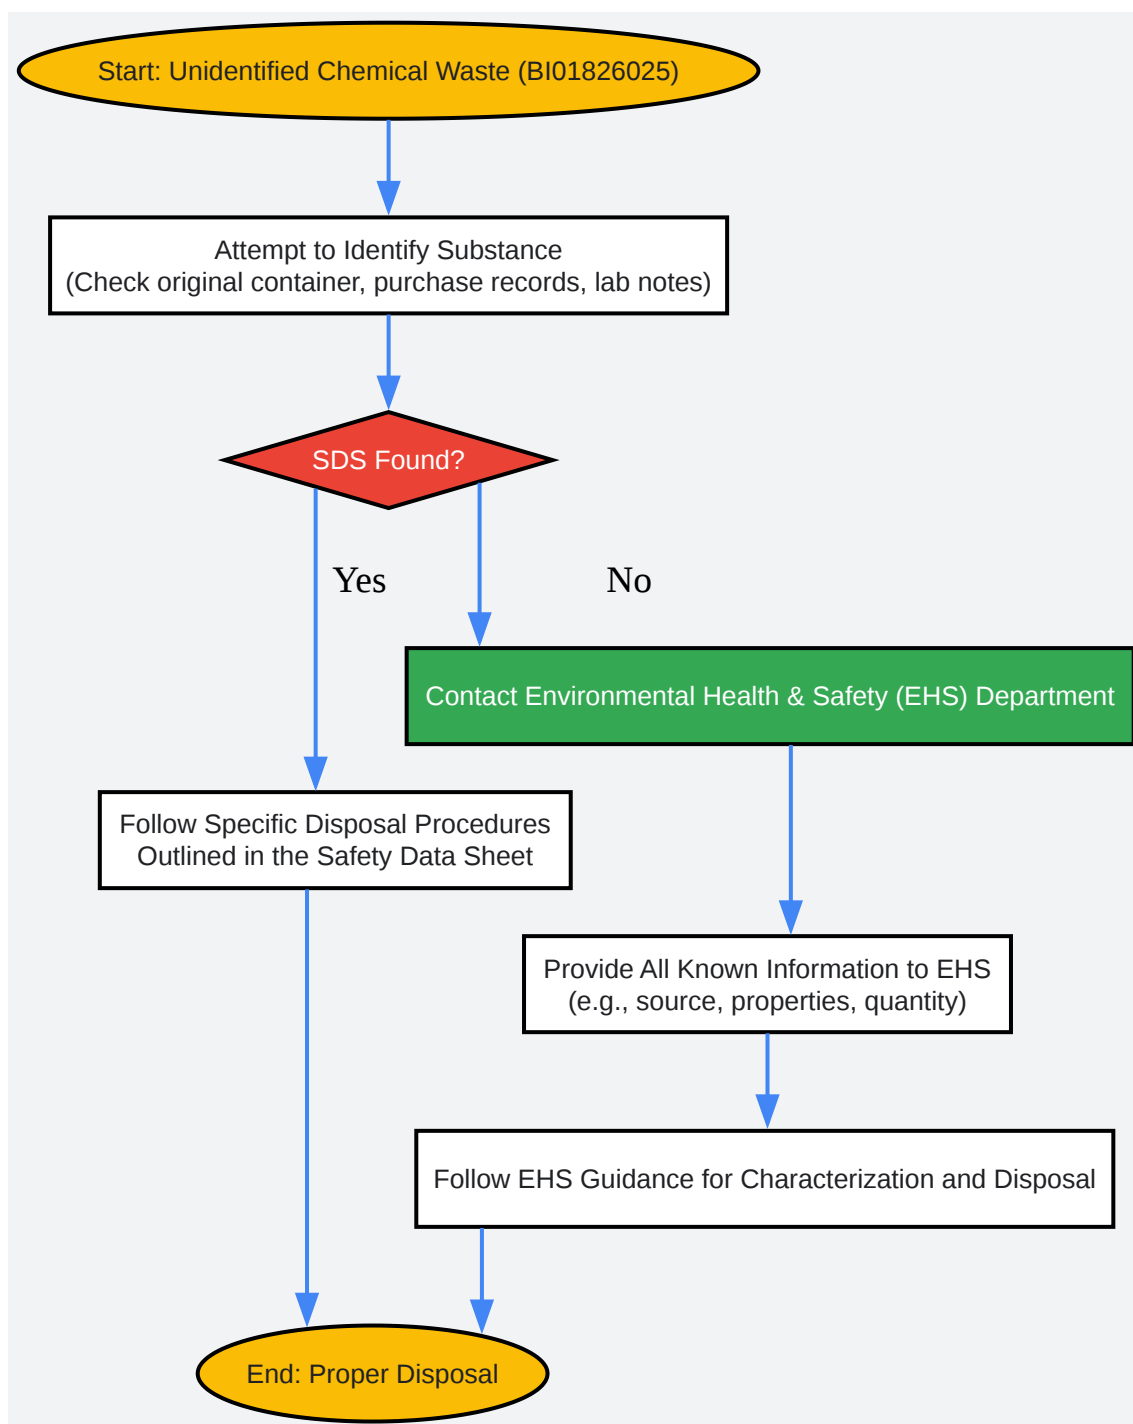 Start: Unidentified Chemical Waste (BI01826025)
Attempt to Identify Substance
(Check original container, purchase records, lab notes)
SDS Found?
Yes
No
Contact Environmental Health & Safety (EHS) Department
Follow Specific Disposal Procedures
Outlined in the Safety Data Sheet
Provide All Known Information to EHS
(e.g., source, properties, quantity)
Follow EHS Guidance for Characterization and Disposal
End: Proper Disposal